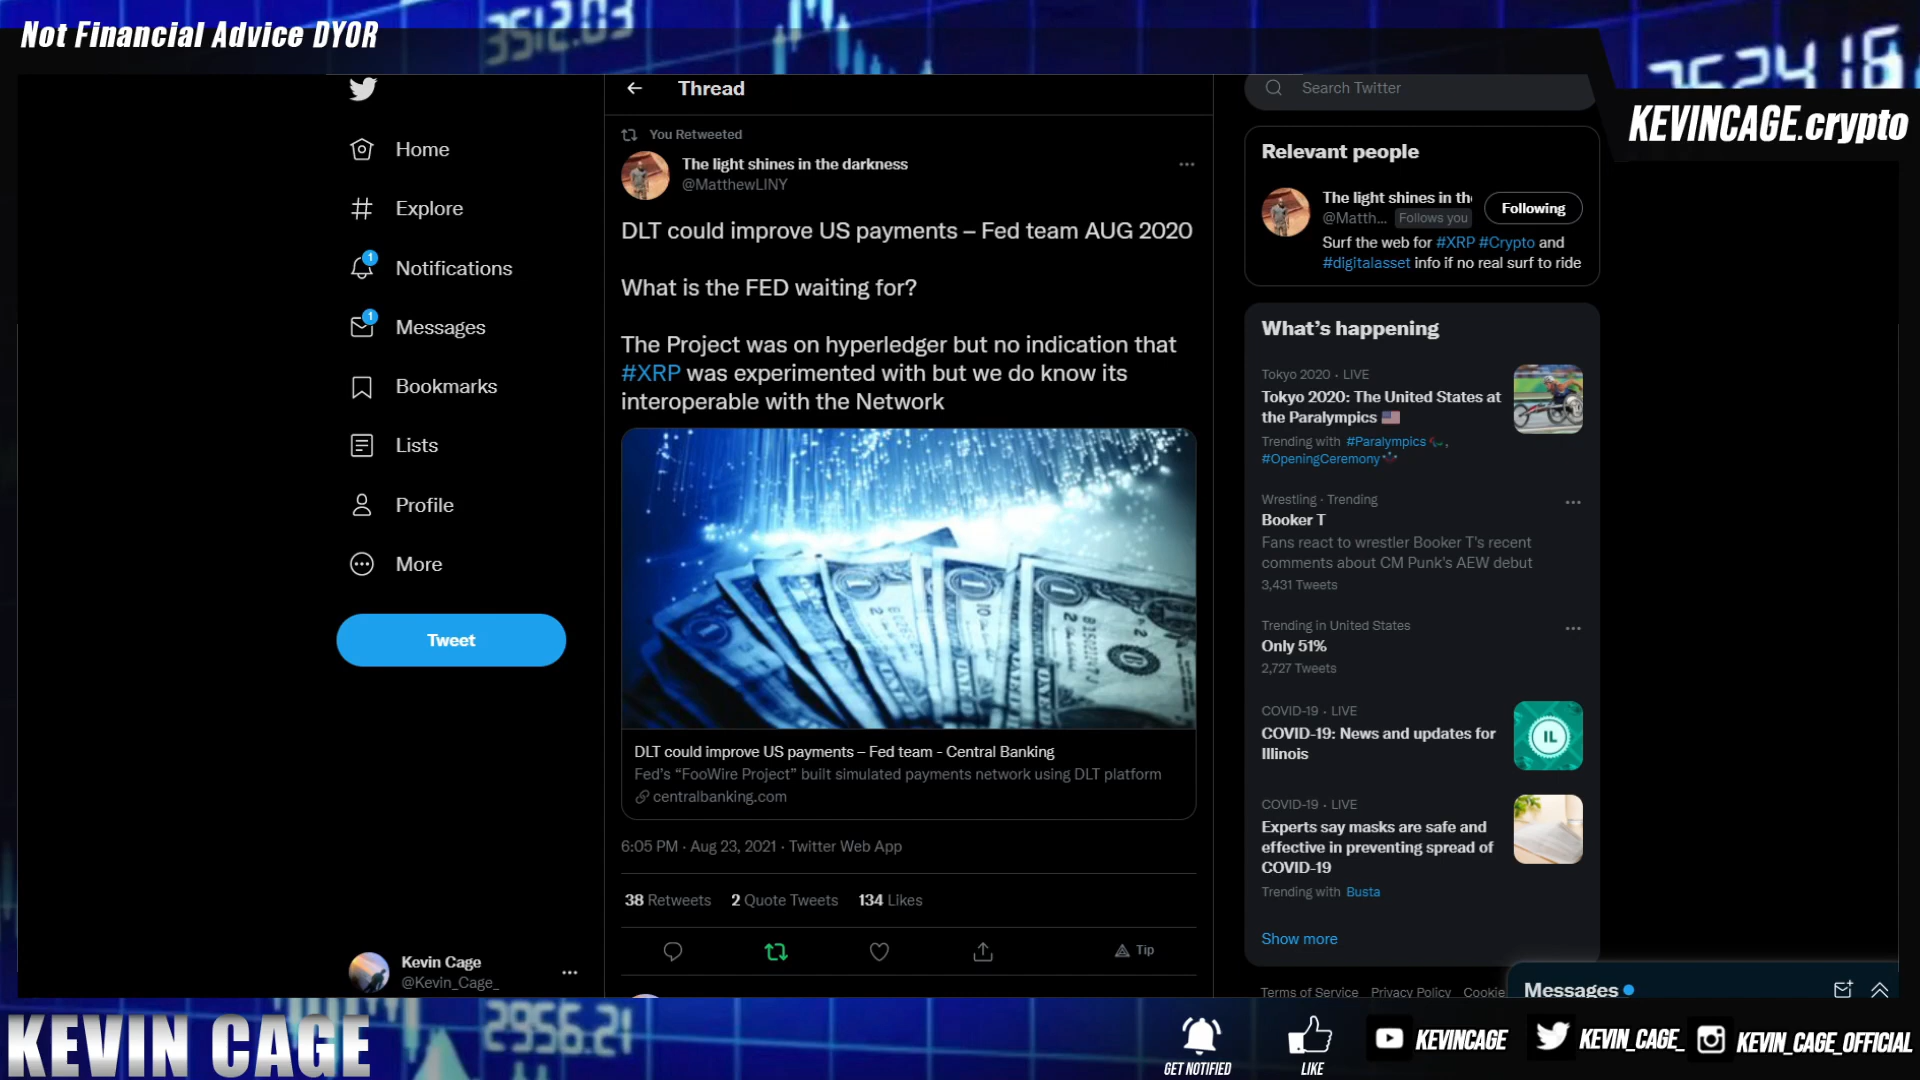 Not Financial Advice DYOR
3512.03
KEVINCAGE.crypto
Home
Explore
1
Notifications
1
Messages
Bookmarks
Lists
Profile
More
Tweet
Kevin Cage
@Kevin_Cage_
Thread
You Retweeted
The light shines in the darkness
@MatthewLINY
DLT could improve US payments – Fed team AUG 2020
What is the FED waiting for?
The Project was on hyperledger but no indication that
#XRP was experimented with but we do know its
interoperable with the Network
DLT could improve US payments – Fed team - Central Banking
Fed's “FooWire Project” built simulated payments network using DLT platform
centralbanking.com
6:05 PM · Aug 23, 2021 · Twitter Web App
38 Retweets 2 Quote Tweets 134 Likes
Tip
Search Twitter
Relevant people
The light shines in th
@Matth... Follows you
Following
Surf the web for #XRP #Crypto and
#digitalasset info if no real surf to ride
What's happening
Tokyo 2020 · LIVE
Tokyo 2020: The United States at
the Paralympics
Trending with #Paralympics,
#OpeningCeremony
Wrestling · Trending
Booker T
Fans react to wrestler Booker T's recent
comments about CM Punk's AEW debut
3,431 Tweets
Trending in United States
Only 51%
2,727 Tweets
COVID-19 · LIVE
COVID-19: News and updates for
Illinois
IL
COVID-19 · LIVE
Experts say masks are safe and
effective in preventing spread of
COVID-19
Trending with Busta
Show more
Terms of Service Privacy Policy Cookie
Messages
KEVIN CAGE
2956.21
GET NOTIFIED
LIKE
KEVINCAGE
KEVIN_CAGE_
KEVIN_CAGE_OFFICIAL